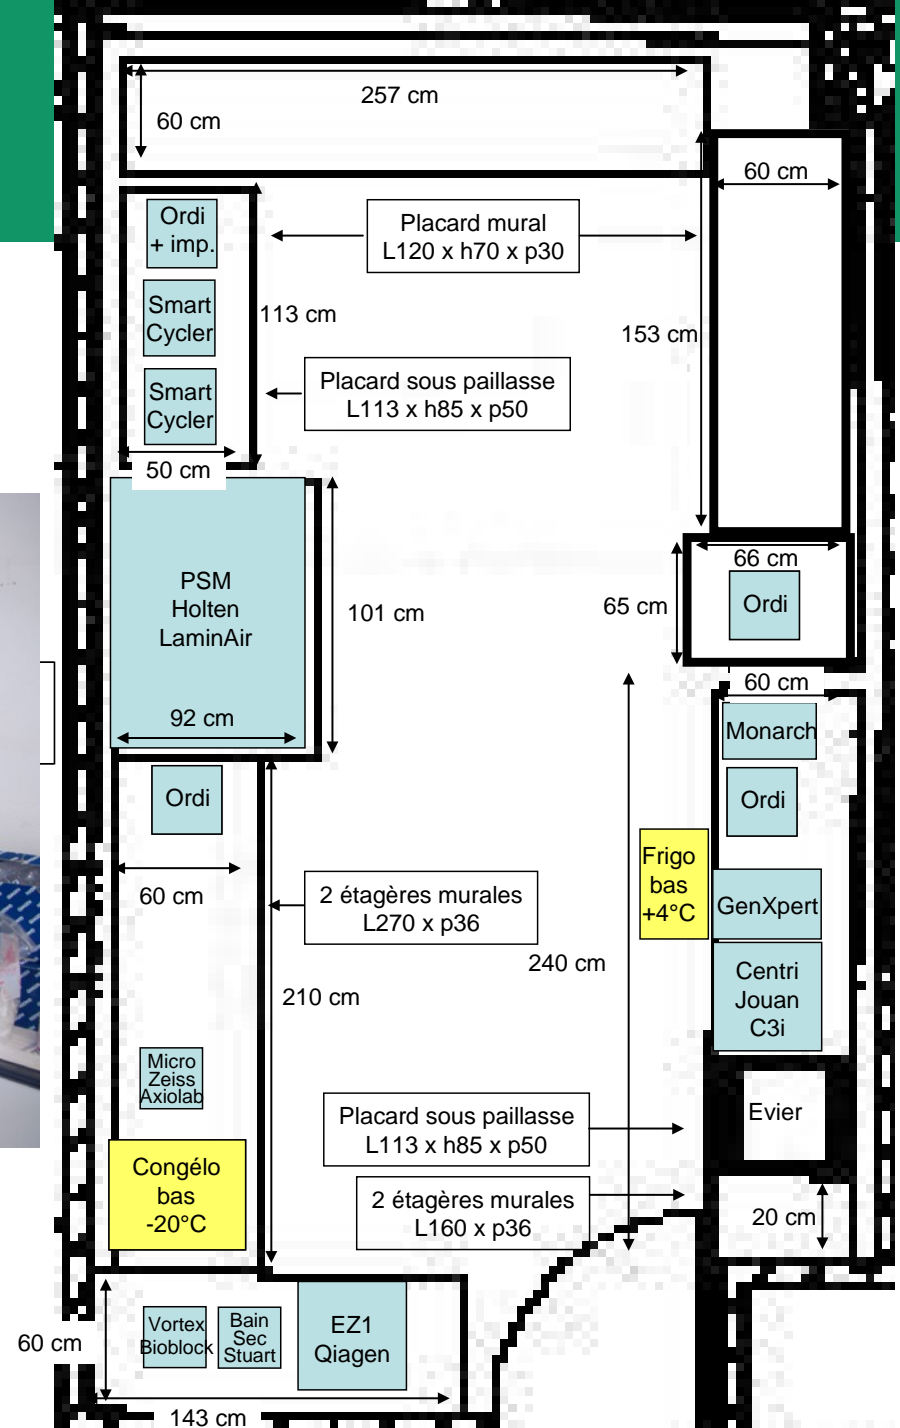 257 cm
60 cm
60 cm
Ordi
+ imp.
Placard mural
L120 x h70 x p30
Smart
Cycler
113 cm
153 cm
Placard sous paillasse
L113 x h85 x p50
Smart
Cycler
50 cm
66 cm
PSM
Holten
LaminAir
101 cm
65 cm
Ordi
60 cm
92 cm
Monarch
Ordi
Ordi
Frigo
bas
+4°C
60 cm
2 étagères murales
L270 x p36
GenXpert
240 cm
Centri
Jouan
C3i
210 cm
Micro
Zeiss
Axiolab
Placard sous paillasse
L113 x h85 x p50
Evier
Congélo
bas
-20°C
2 étagères murales
L160 x p36
20 cm
Vortex
Bioblock
Bain
Sec
Stuart
EZ1
Qiagen
60 cm
143 cm